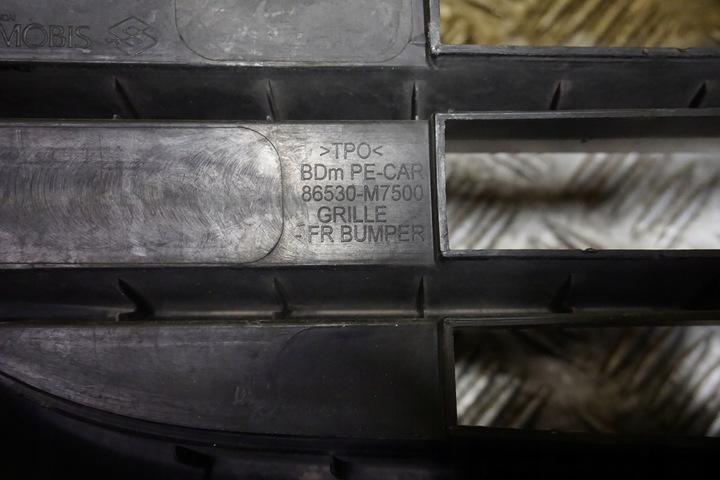 MOBIS
>TPO<
BDm PE-CAR
86530-M7500
GRILLE
-FR BUMPER